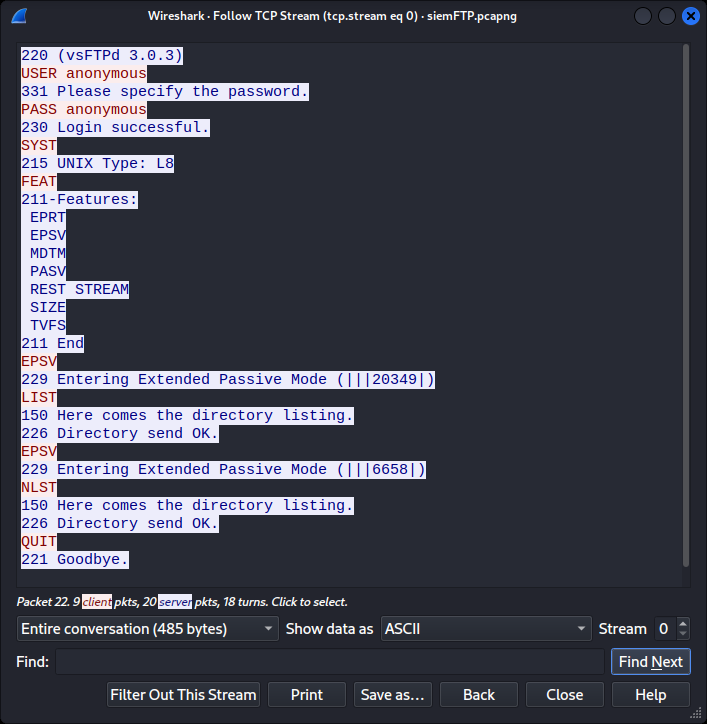 Wireshark · Follow TCP Stream (tcp.stream eq 0) · siemFTP.pcapng
220 (vsFTPd 3.0.3)
USER anonymous
331 Please specify the password.
PASS anonymous
230 Login successful.
SYST
215 UNIX Type: L8
FEAT
211-Features:
EPRT
EPSV
MDTM
PASV
REST STREAM
SIZE
TVFS
211 End
EPSV
229 Entering Extended Passive Mode (|||20349|)
LIST
150 Here comes the directory listing.
226 Directory send OK.
EPSV
229 Entering Extended Passive Mode (|||6658|)
NLST
150 Here comes the directory listing.
226 Directory send OK.
QUIT
221 Goodbye.
Packet 22. 9 client pkts, 20 server pkts, 18 turns. Click to select.
Entire conversation (485 bytes) Show data as ASCII Stream 0
Find: Find Next
Filter Out This Stream Print Save as... Back Close Help